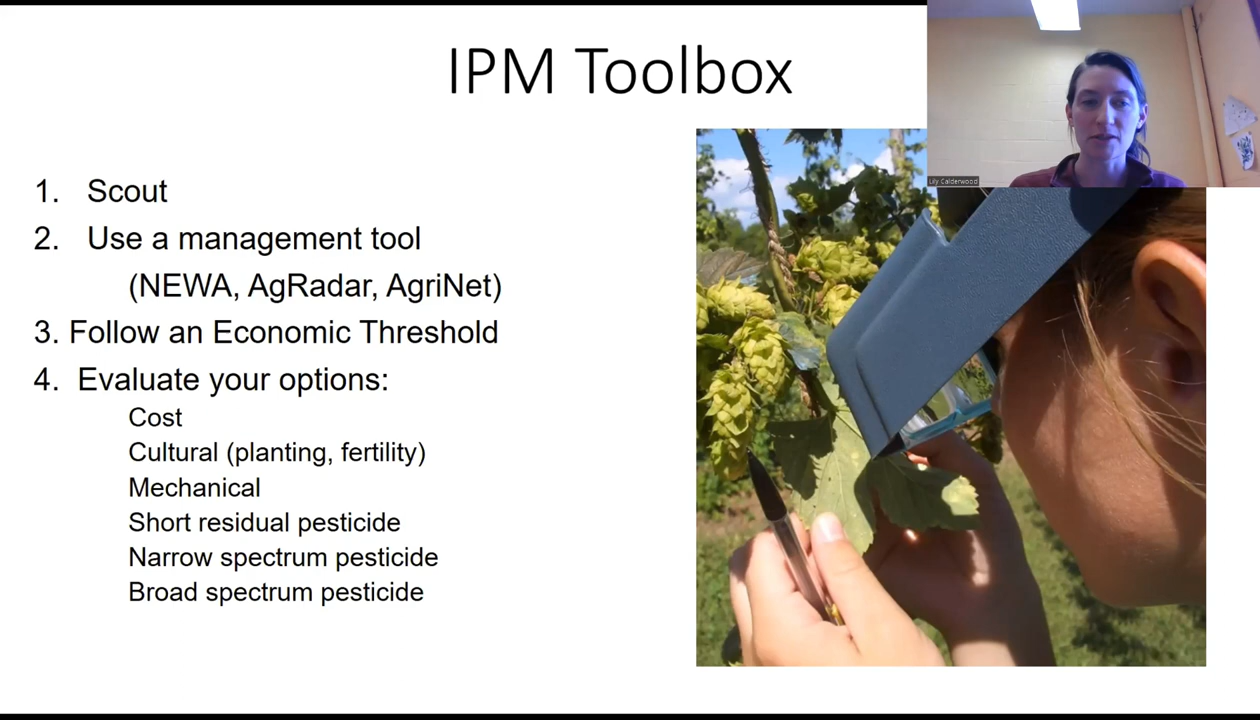 IPM Toolbox
1. Scout
2. Use a management tool
(NEWA, AgRadar, AgriNet)
3. Follow an Economic Threshold
4. Evaluate your options:
Cost
Cultural (planting, fertility)
Mechanical
Short residual pesticide
Narrow spectrum pesticide
Broad spectrum pesticide
Lily Calderwood